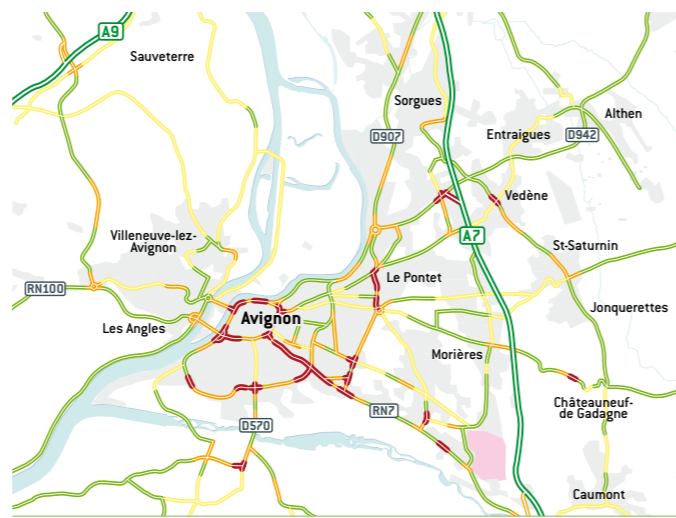 A9
Sauveterre
Sorgues
Althen
D907
Entraigues
D942
Vedène
Villeneuve-lez-
Avignon
A7
St-Saturnin
Le Pontet
RN100
Jonquerettes
Avignon
Les Angles
Morières
Châteauneuf-
de Gadagne
RN7
D570
Caumont